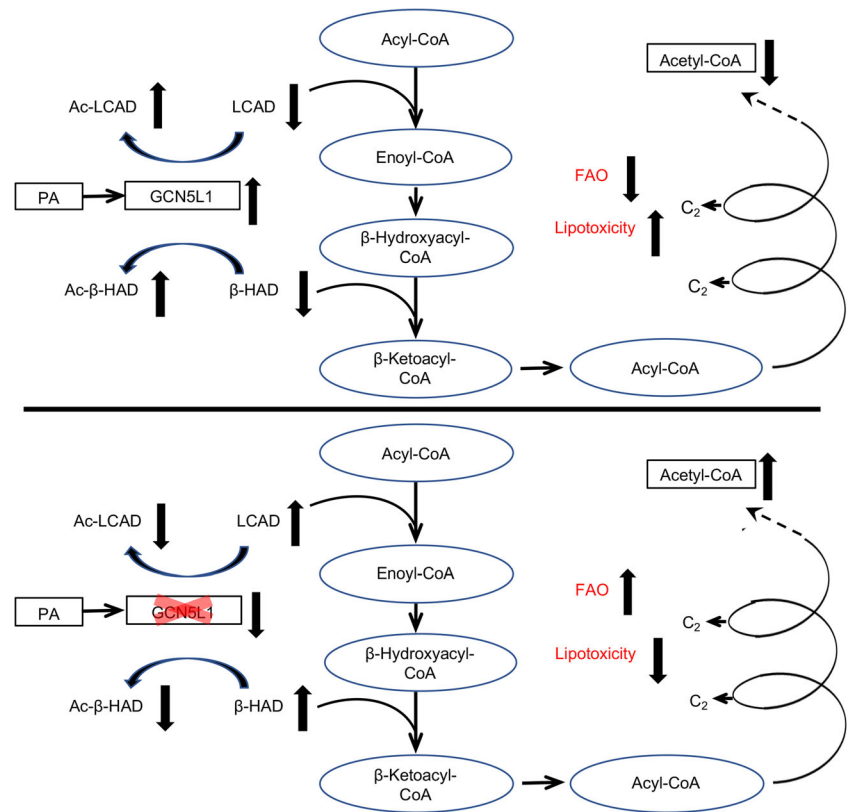 Acyl-CoA
Acetyl-CoA
Ac-LCAD
LCAD
Enoyl-CoA
FAO
PA
GCN5L1
C₂
Lipotoxicity
β-Hydroxyacyl-
CoA
Ac-β-HAD
β-HAD
C₂
β-Ketoacyl-
CoA
Acyl-CoA
Acyl-CoA
Acetyl-CoA
Ac-LCAD
LCAD
Enoyl-CoA
FAO
PA
GCN5L1
C₂
β-Hydroxyacyl-
CoA
Lipotoxicity
Ac-β-HAD
β-HAD
C₂
β-Ketoacyl-
CoA
Acyl-CoA